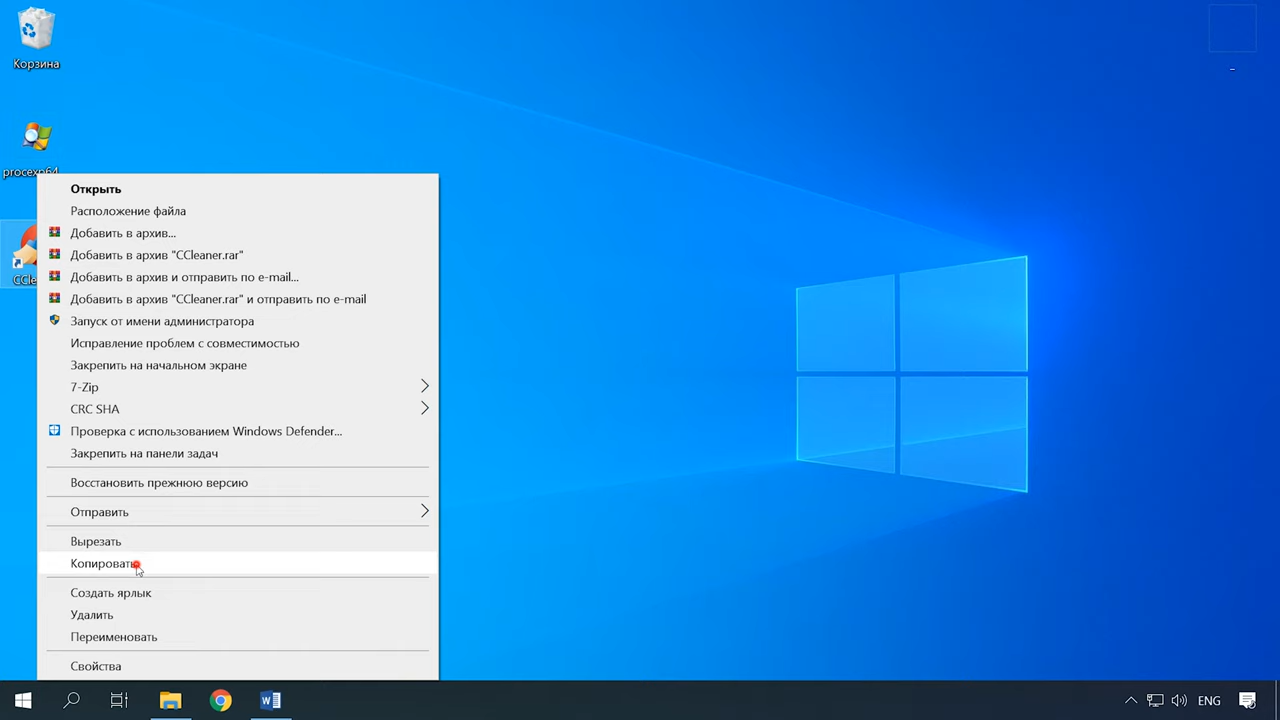 Корзина
procexp64
Открыть
Расположение файла
Добавить в архив...
Добавить в архив "CCleaner.rar"
Добавить в архив и отправить по e-mail...
Добавить в архив "CCleaner.rar" и отправить по e-mail
Запуск от имени администратора
Исправление проблем с совместимостью
Закрепить на начальном экране
7-Zip
CRC SHA
Проверка с использованием Windows Defender...
Закрепить на панели задач
Восстановить прежнюю версию
Отправить
Вырезать
Копировать
Создать ярлык
Удалить
Переименовать
Свойства
ENG